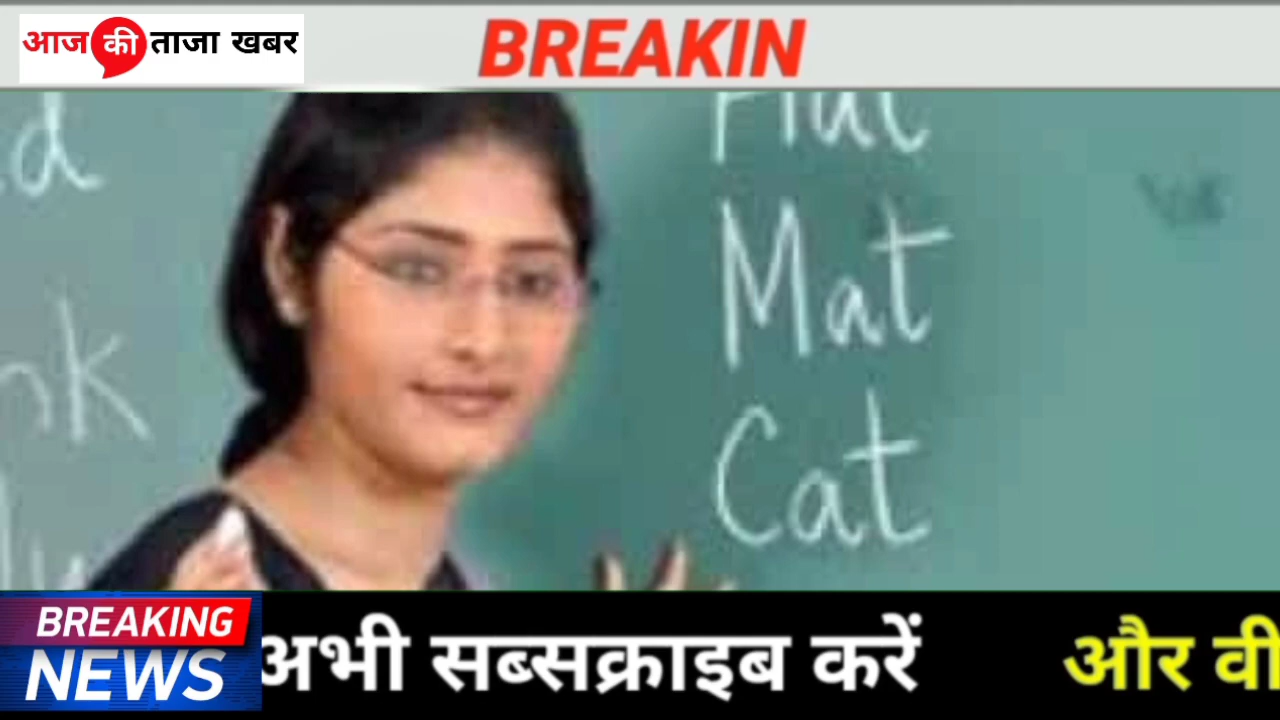 आज की ताजा खबर
BREAKIN
Mat
Cat
BREAKING
NEWS
अभी सब्सक्राइब करें और वी